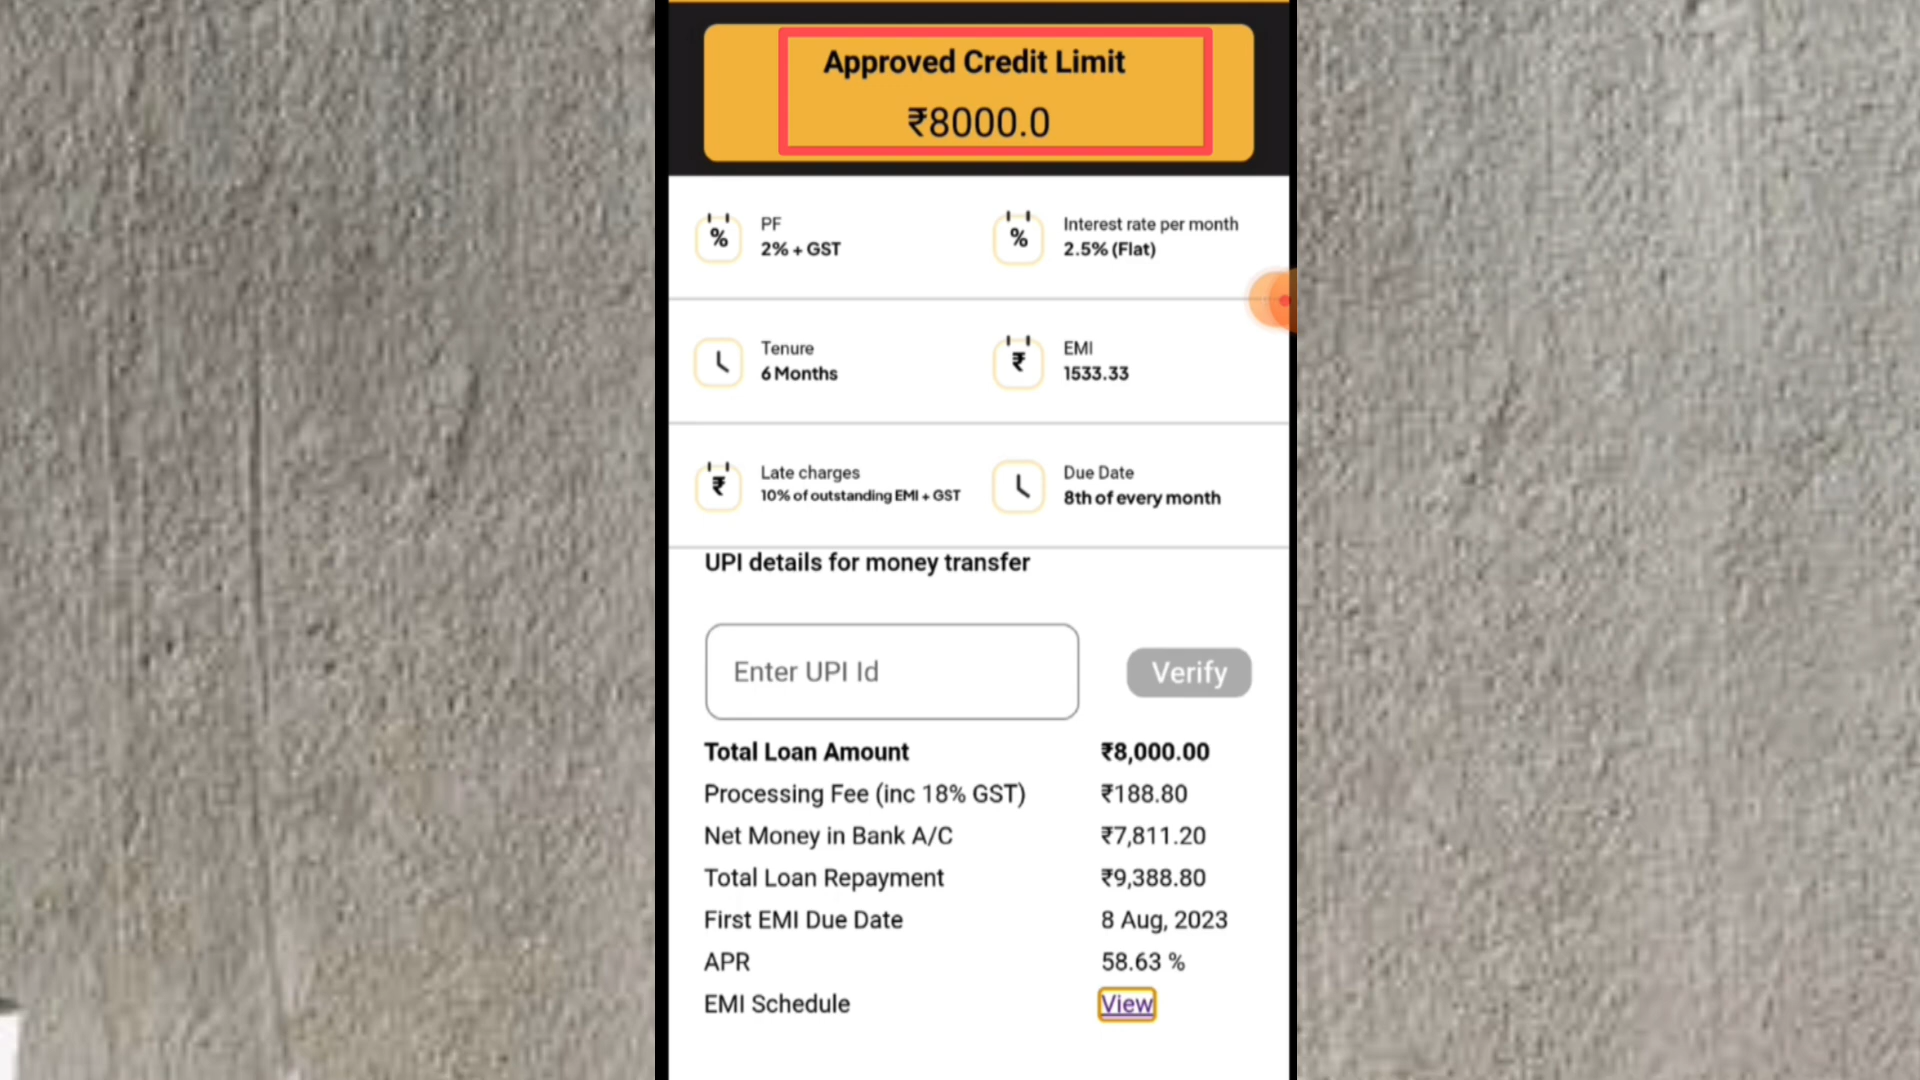 Approved Credit Limit
₹8000.0
PF
2% + GST
Interest rate per month
2.5% (Flat)
Tenure
6 Months
EMI
1533.33
Late charges
10% of outstanding EMI + GST
Due Date
8th of every month
UPI details for money transfer
Enter UPI Id
Verify
Total Loan Amount ₹8,000.00
Processing Fee (inc 18% GST) ₹188.80
Net Money in Bank A/C ₹7,811.20
Total Loan Repayment ₹9,388.80
First EMI Due Date 8 Aug, 2023
APR 58.63 %
EMI Schedule View